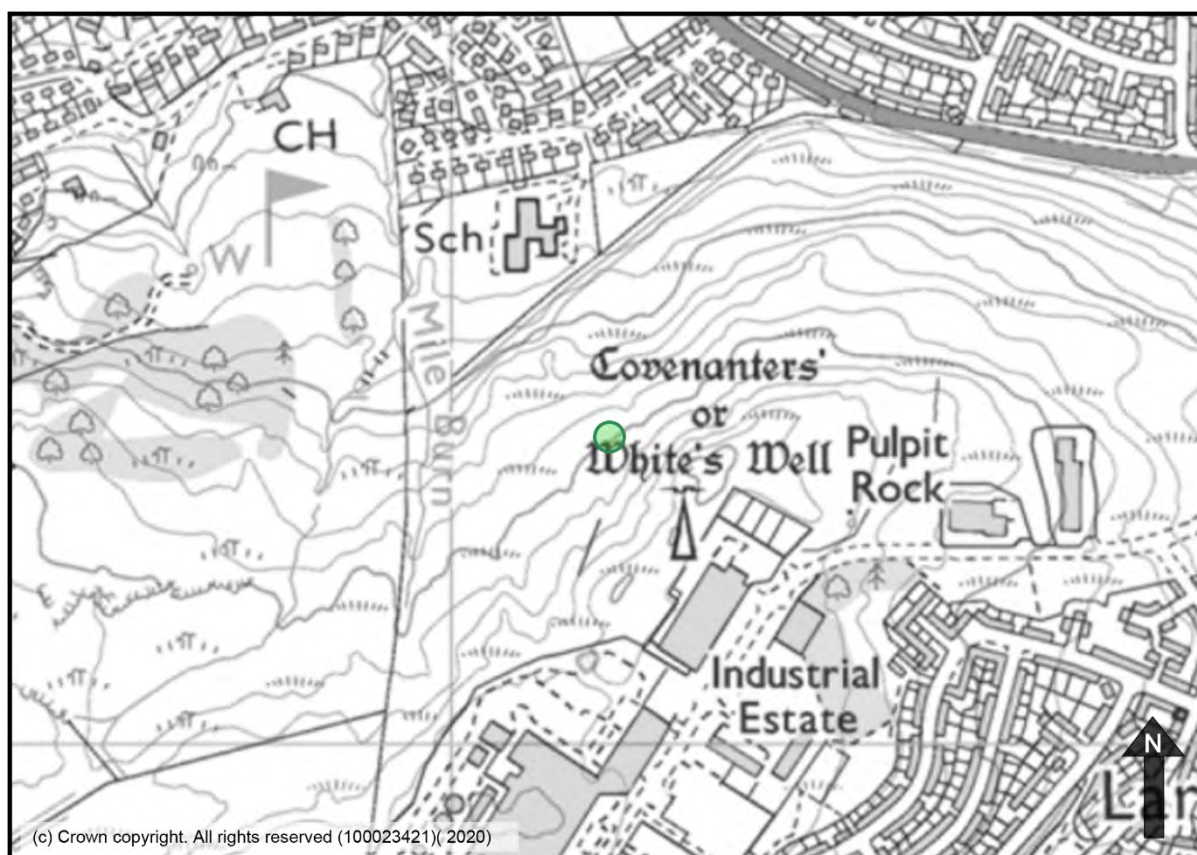 CH
W
Sch
Mile Burn
Covenanters'
or
White's Well
Pulpit
Rock
Industrial
Estate
N
(c) Crown copyright. All rights reserved (100023421)( 2020)